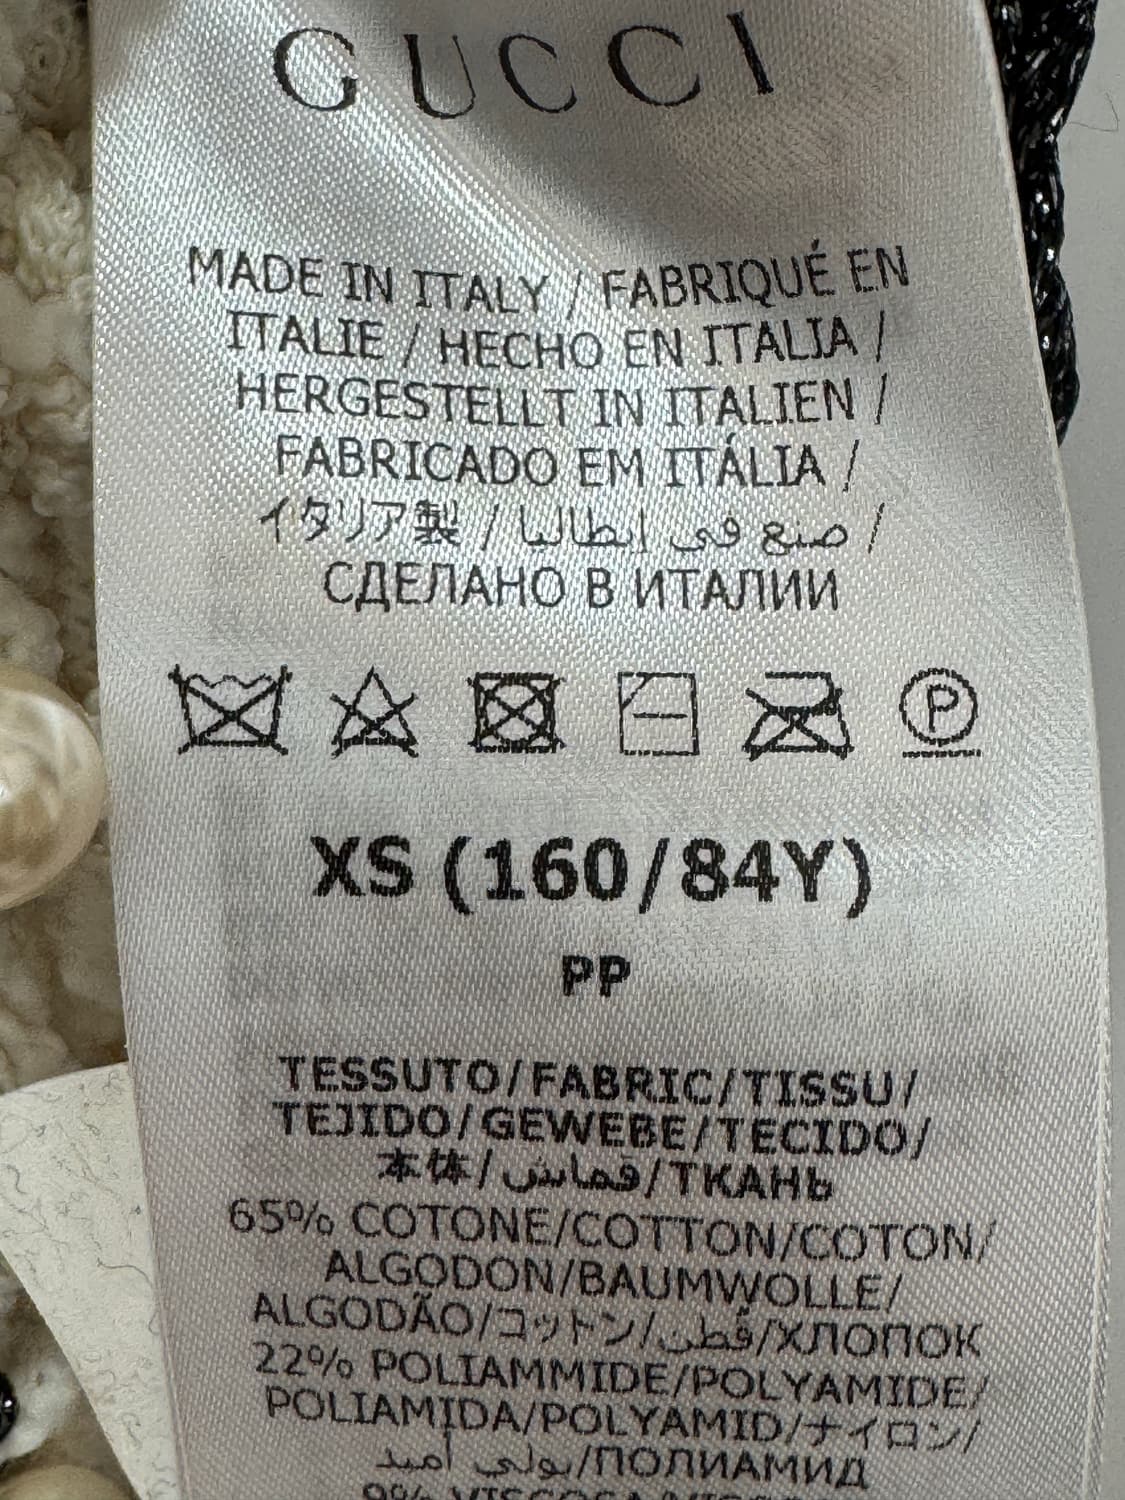 GUCCI
MADE IN ITALY / FABRIQUÉ EN
ITALIE / HECHO EN ITALIA /
HERGESTELLT IN ITALIEN /
FABRICADO EM ITÁLIA /
イタリア製 / صنع في إيطاليا /
СДЕЛАНО В ИТАЛИИ
P
XS (160/84Y)
PP
TESSUTO/FABRIC/TISSU/
TEJIDO/GEWEBE/TECIDO/
本体/قماش/ТКАНЬ
65% COTONE/COTTON/COTON/
ALGODON/BAUMWOLLE/
ALGODÃO/コットン/قطن/ХЛОПОК
22% POLIAMMIDE/POLYAMIDE/
POLIAMIDA/POLYAMID/ナイロン/
بولي أميد/ПОЛИАМИД
9% VISCOSA/